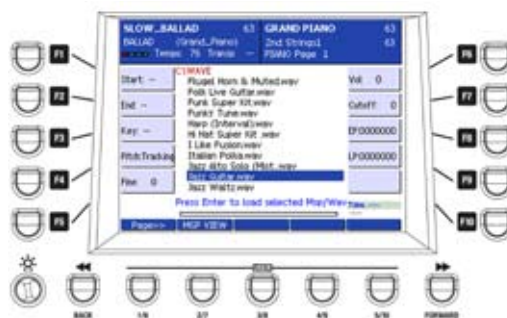 SLOW_BALLAD 63 GRAND PIANO 63
BALLAD (Grand_Piano) 2nd Strings1 63
Tempo: 76 Transp -- PIANO Page 1
C:\WAVE
Start: --
End --
Key: --
PitchTracking
Fine 0
Flugel Horn & Muted.wav
Folk Live Guitar.wav
Funk Super Kit.wav
Funky Tune.wav
Harp (Interval).wav
Hi Hat Super Kit .wav
I Like Fusion.wav
Italian Polka.wav
Jazz Alto Solo /Mist..wav
Jazz Guitar.wav
Jazz Waltz.wav
Vol 0
Cutoff 0
EF0000000
LP0000000
Press Enter to load selected Msp/Wav
Page>> MSP VIEW
F1
F2
F3
F4
F5
F6
F7
F8
F9
F10
BACK 1/6 2/7 3/8 4/9 5/10 FORWARD